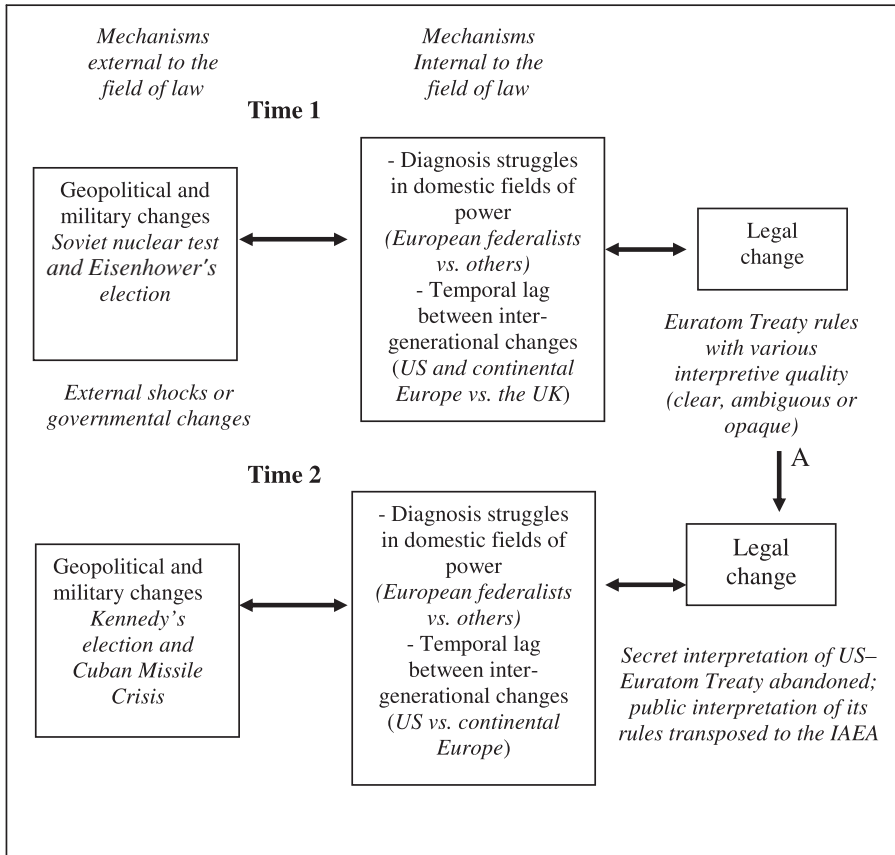 Mechanisms
external to the
field of law
Mechanisms
Internal to the
field of law
Time 1
Geopolitical and
military changes
Soviet nuclear test
and Eisenhower's
election
External shocks or
governmental changes
- Diagnosis struggles
in domestic fields of
power
(European federalists
vs. others)
- Temporal lag
between inter-
generational changes
(US and continental
Europe vs. the UK)
Legal
change
Euratom Treaty rules
with various
interpretive quality
(clear, ambiguous or
opaque)
A
Time 2
Geopolitical and
military changes
Kennedy's
election and
Cuban Missile
Crisis
- Diagnosis struggles
in domestic fields of
power
(European federalists
vs. others)
- Temporal lag
between inter-
generational changes
(US vs. continental
Europe)
Legal
change
Secret interpretation of US–
Euratom Treaty abandoned;
public interpretation of its
rules transposed to the IAEA